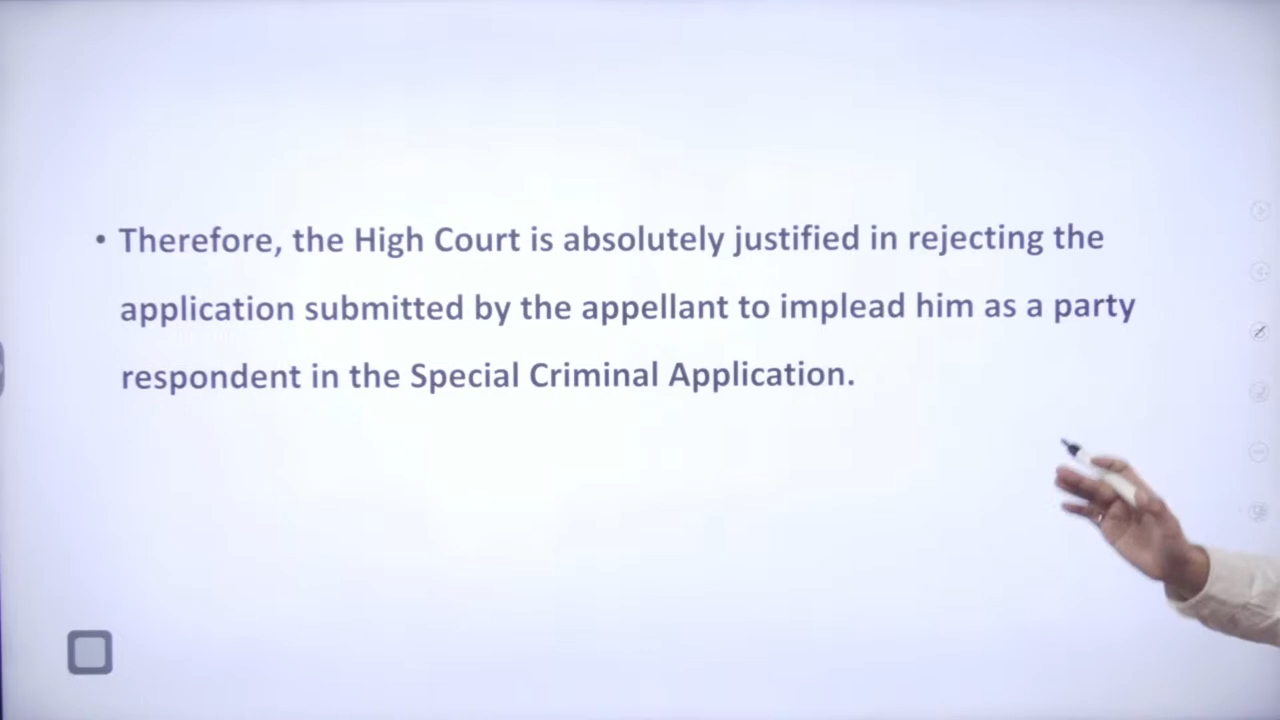 • Therefore, the High Court is absolutely justified in rejecting the
application submitted by the appellant to implead him as a party
respondent in the Special Criminal Application.